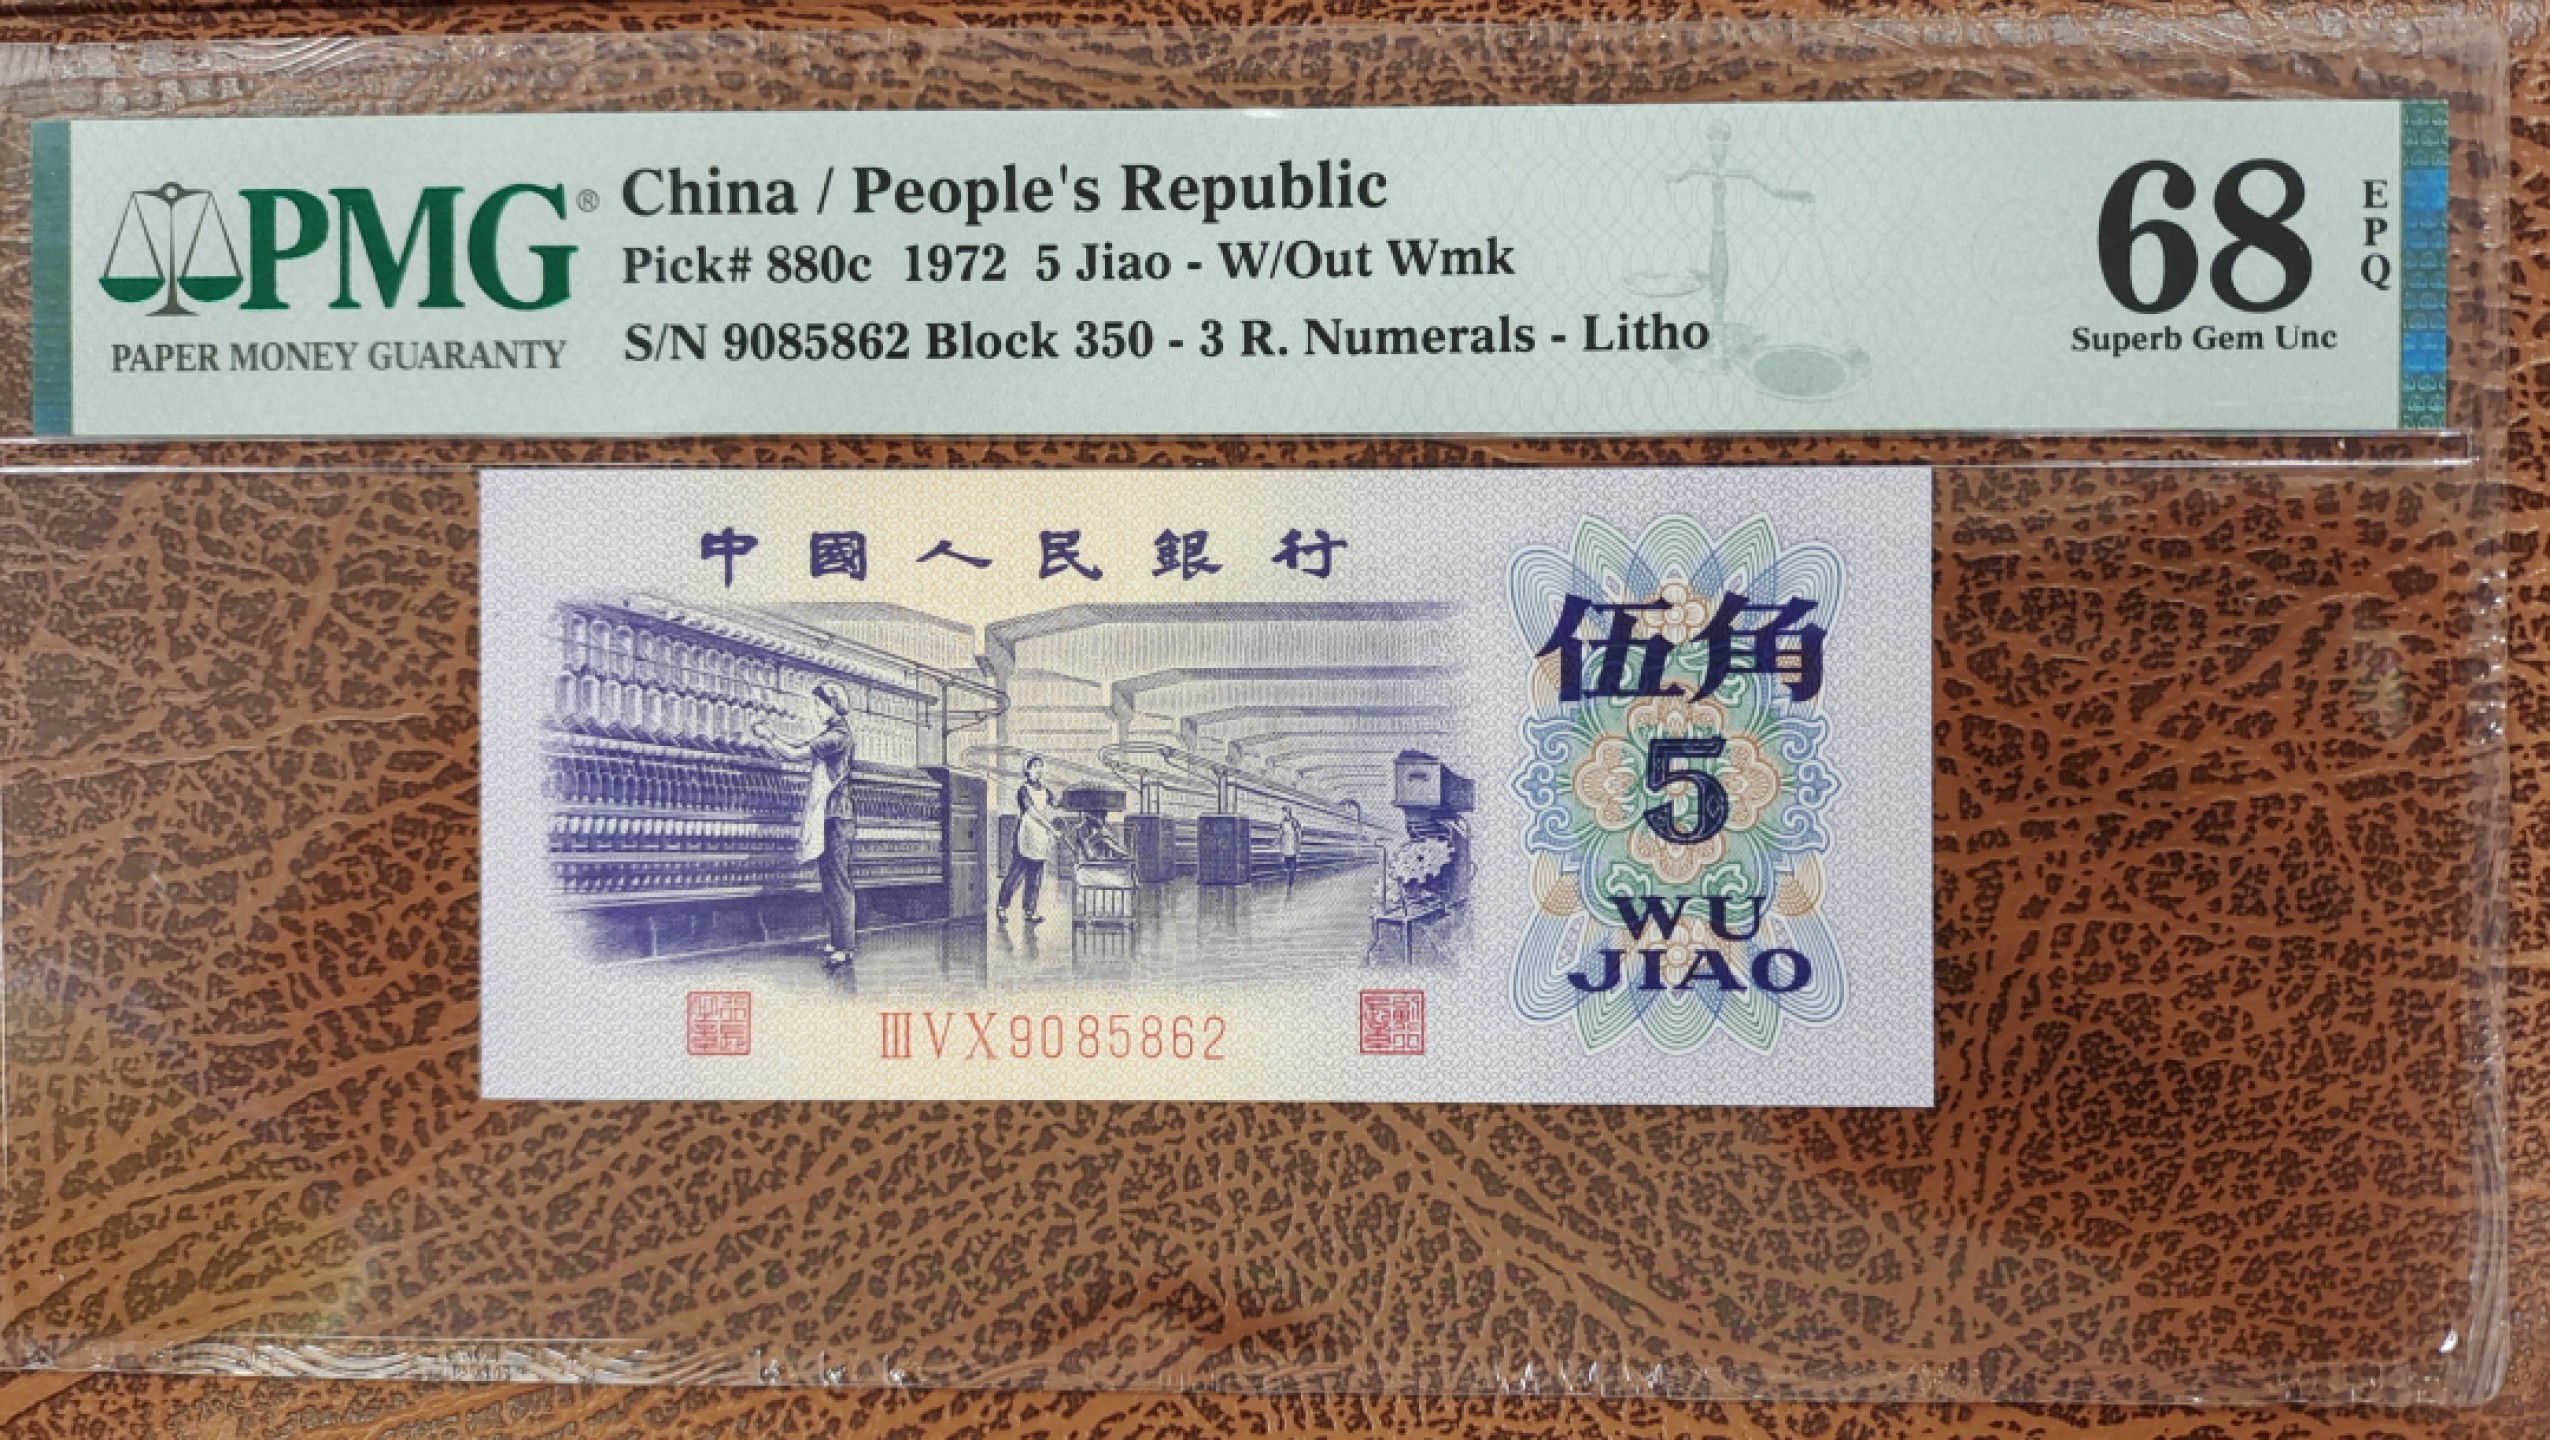 PMG®
PAPER MONEY GUARANTY
China / People's Republic
Pick# 880c 1972 5 Jiao - W/Out Wmk
S/N 9085862 Block 350 - 3 R. Numerals - Litho
68
EPQ
Superb Gem Unc
中國人民銀行
伍角
5
WU
JIAO
ⅢⅤⅩ9085862